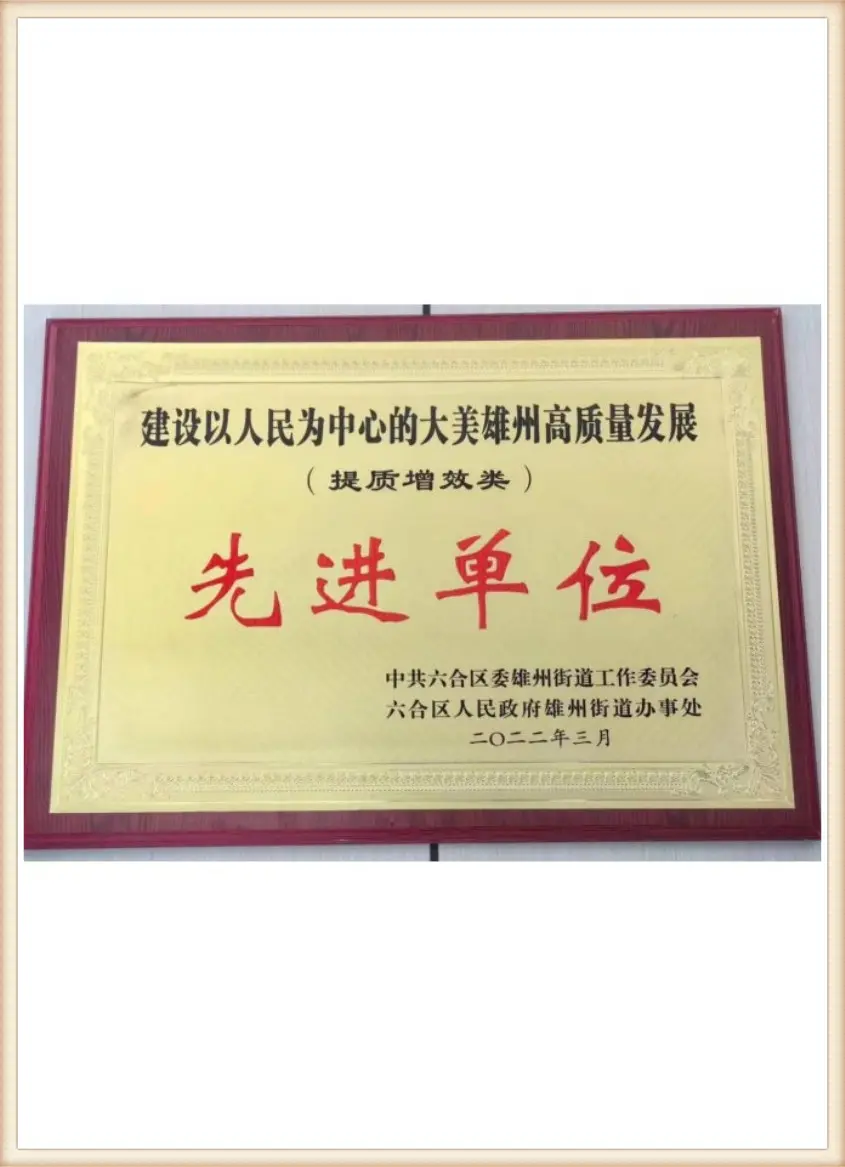 建设以人民为中心的大美雄州高质量发展
（提质增效类）
先进单位
中共六合区委雄州街道工作委员会
六合区人民政府雄州街道办事处
二〇二二年三月